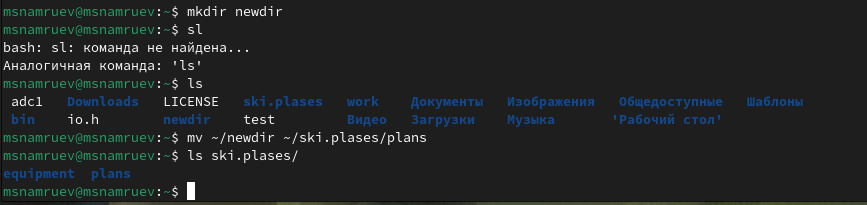 msnamruev@msnamruev:~$ mkdir newdir
msnamruev@msnamruev:~$ sl
bash: sl: команда не найдена...
Аналогичная команда: 'ls'
msnamruev@msnamruev:~$ ls
adc1 Downloads LICENSE ski.plases work Документы Изображения Общедоступные Шаблоны
bin io.h newdir test Видео Загрузки Музыка 'Рабочий стол'
msnamruev@msnamruev:~$ mv ~/newdir ~/ski.plases/plans
msnamruev@msnamruev:~$ ls ski.plases/
equipment plans
msnamruev@msnamruev:~$